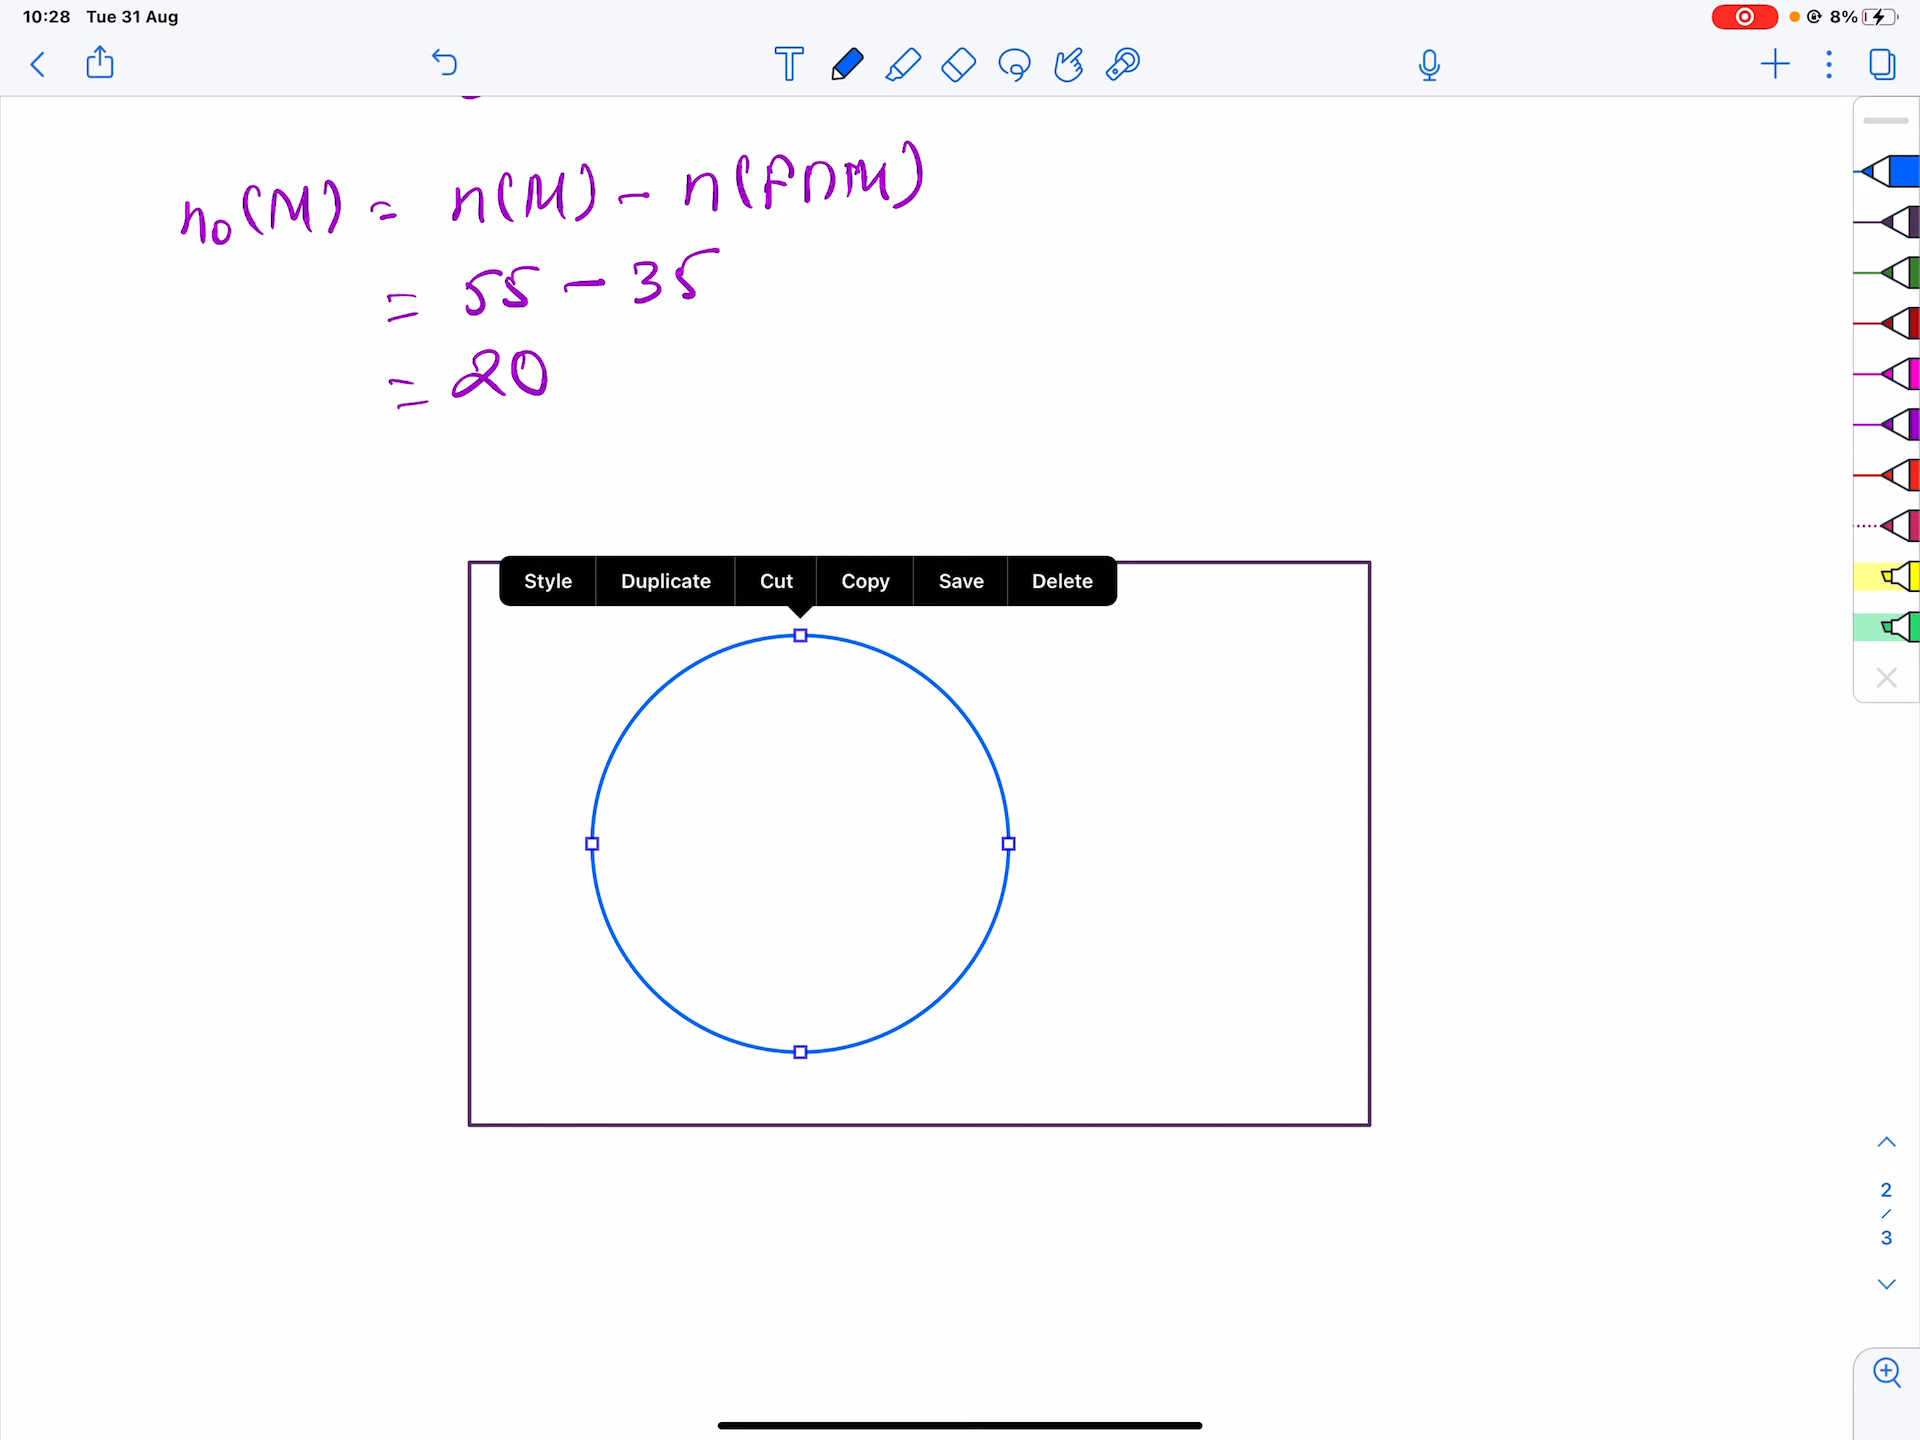 10:28 Tue 31 Aug 8%
n₀(M) = n(M) – n(F∩M)
= 55 – 35
= 20
Style Duplicate Cut Copy Save Delete
2
/
3